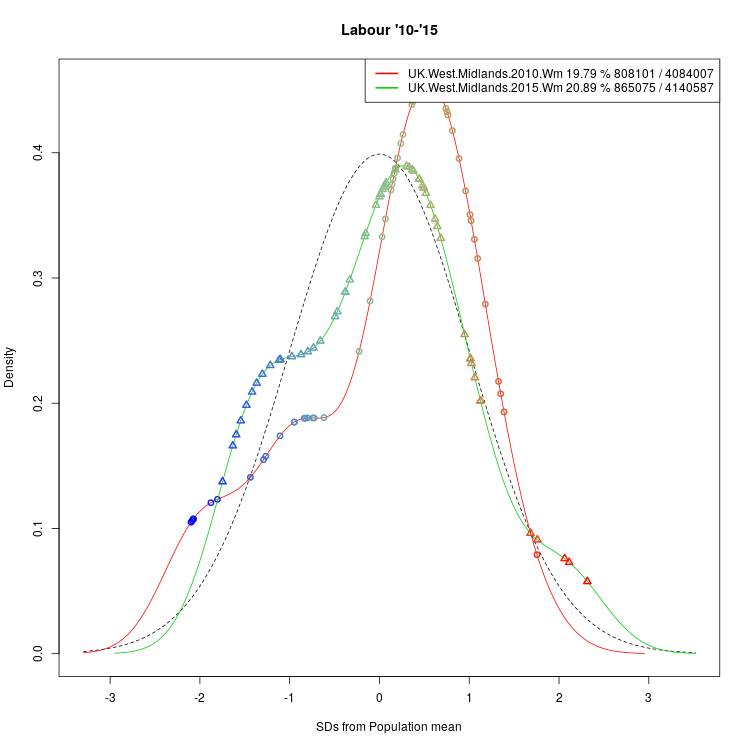 Labour '10-'15
UK.West.Midlands.2010.Wm 19.79 % 808101 / 4084007
UK.West.Midlands.2015.Wm 20.89 % 865075 / 4140587
Density
0.4
0.3
0.2
0.1
0.0
-3 -2 -1 0 1 2 3
SDs from Population mean